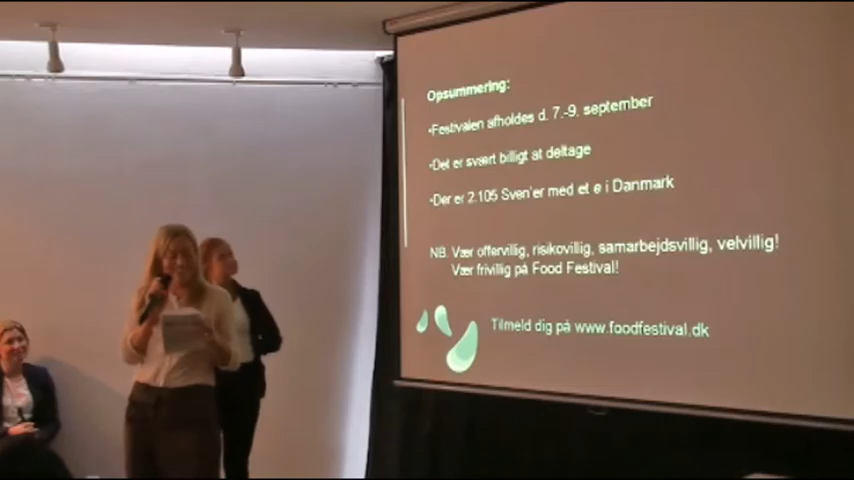 Opsummering:
•Festivalen afholdes d. 7.-9. september
•Det er svært billigt at deltage
•Der er 2.105 Sven'er med et e i Danmark
NB. Vær offervillig, risikovillig, samarbejdsvillig, velvillig!
Vær frivillig på Food Festival!
Tilmeld dig på www.foodfestival.dk